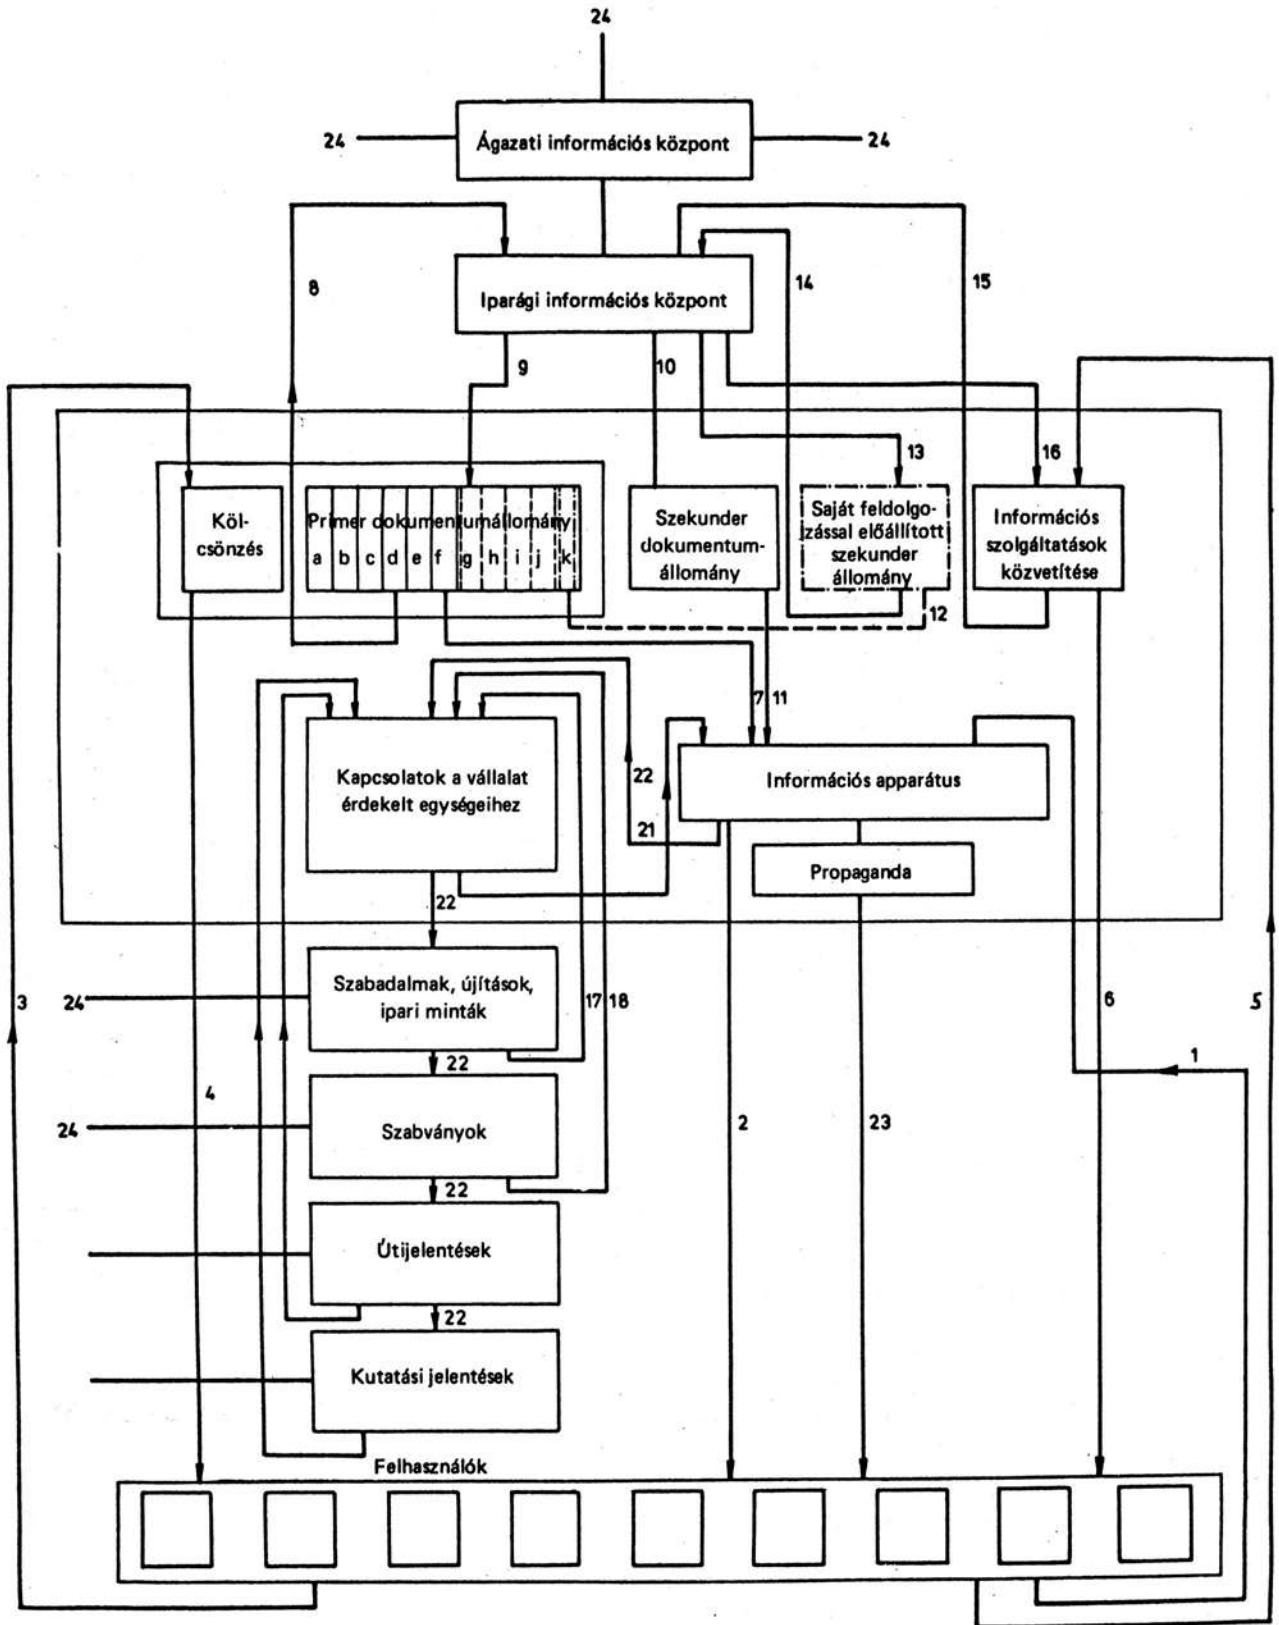 24
24
Ágazati információs központ
24
8
Iparági információs központ
14
15
9
10
13
16
Köl-
csönzés
Primer dokumentumállomány
a b c d e f g h i j k
Szekunder
dokumentum-
állomány
Saját feldolgo-
zással előállított
szekunder
állomány
Információs
szolgáltatások
közvetítése
12
7
11
Kapcsolatok a vállalat
érdekelt egységeihez
22
Információs apparátus
21
Propaganda
22
3
24
Szabadalmak, újítások,
ipari minták
17
18
6
5
22
1
4
24
Szabványok
2
23
22
Útijelentések
22
Kutatási jelentések
Felhasználók